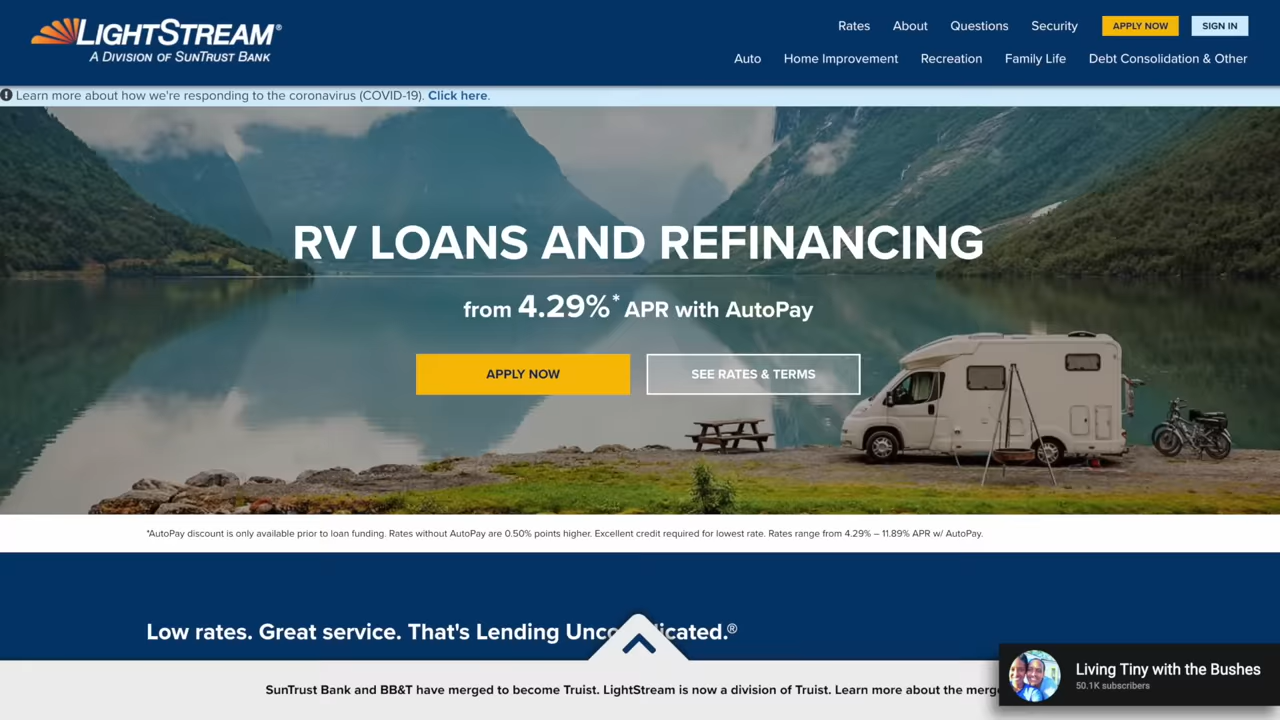 LIGHTSTREAM®
A DIVISION OF SUNTRUST BANK
Rates About Questions Security APPLY NOW SIGN IN
Auto Home Improvement Recreation Family Life Debt Consolidation & Other
Learn more about how we're responding to the coronavirus (COVID-19). Click here.
RV LOANS AND REFINANCING
from 4.29%* APR with AutoPay
APPLY NOW SEE RATES & TERMS
*AutoPay discount is only available prior to loan funding. Rates without AutoPay are 0.50% points higher. Excellent credit required for lowest rate. Rates range from 4.29% – 11.89% APR w/ AutoPay.
Low rates. Great service. That's Lending
SunTrust Bank and BB&T have merged to become Truist. LightStream is now a division of Truist. Learn more about the
Living Tiny with the Bushes
50.1K subscribers